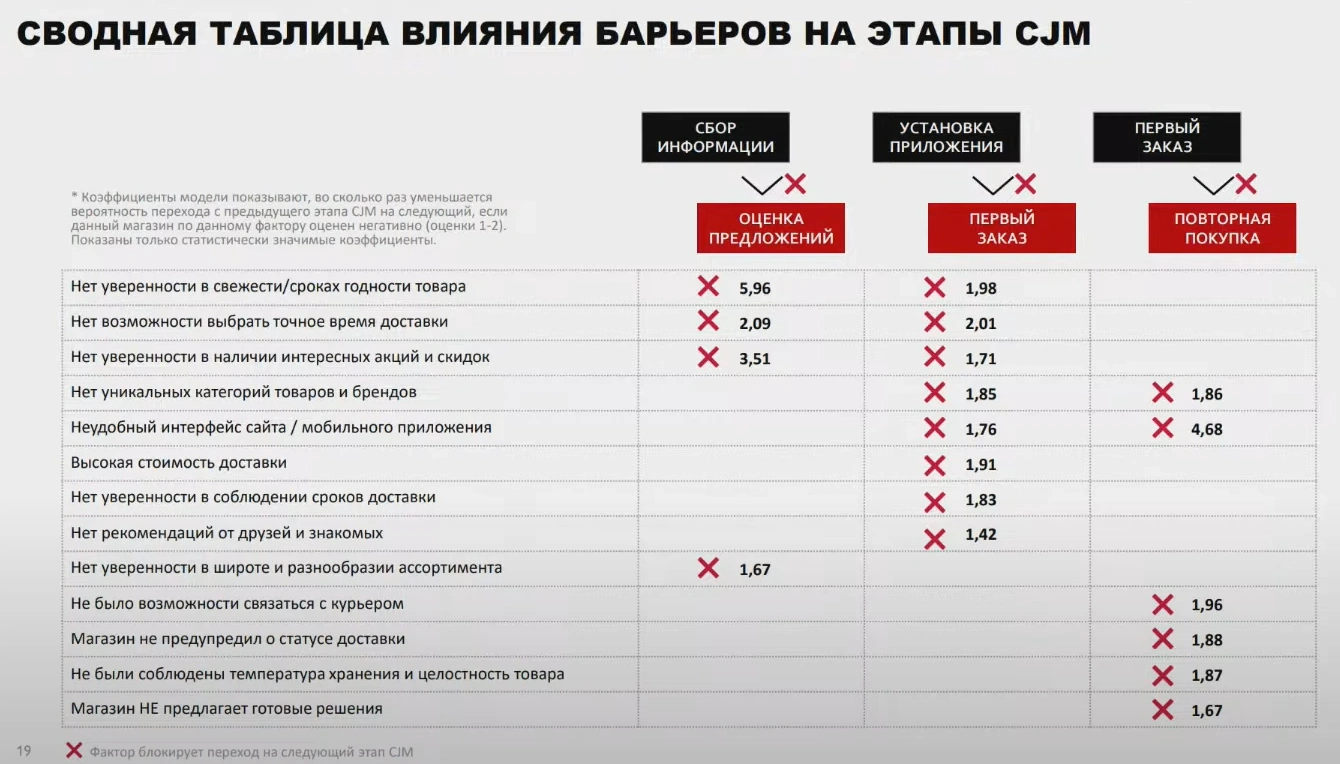 СВОДНАЯ ТАБЛИЦА ВЛИЯНИЯ БАРЬЕРОВ НА ЭТАПЫ CJM
СБОР
ИНФОРМАЦИИ
УСТАНОВКА
ПРИЛОЖЕНИЯ
ПЕРВЫЙ
ЗАКАЗ
* Коэффициенты модели показывают, во сколько раз уменьшается
вероятность перехода с предыдущего этапа CJM на следующий, если
данный магазин по данному фактору оценен негативно (оценки 1-2).
Показаны только статистически значимые коэффициенты.
ОЦЕНКА
ПРЕДЛОЖЕНИЙ
ПЕРВЫЙ
ЗАКАЗ
ПОВТОРНАЯ
ПОКУПКА
Нет уверенности в свежести/сроках годности товара 5,96 1,98
Нет возможности выбрать точное время доставки 2,09 2,01
Нет уверенности в наличии интересных акций и скидок 3,51 1,71
Нет уникальных категорий товаров и брендов 1,85 1,86
Неудобный интерфейс сайта / мобильного приложения 1,76 4,68
Высокая стоимость доставки 1,91
Нет уверенности в соблюдении сроков доставки 1,83
Нет рекомендаций от друзей и знакомых 1,42
Нет уверенности в широте и разнообразии ассортимента 1,67
Не было возможности связаться с курьером 1,96
Магазин не предупредил о статусе доставки 1,88
Не были соблюдены температура хранения и целостность товара 1,87
Магазин НЕ предлагает готовые решения 1,67
19 Фактор блокирует переход на следующий этап CJM